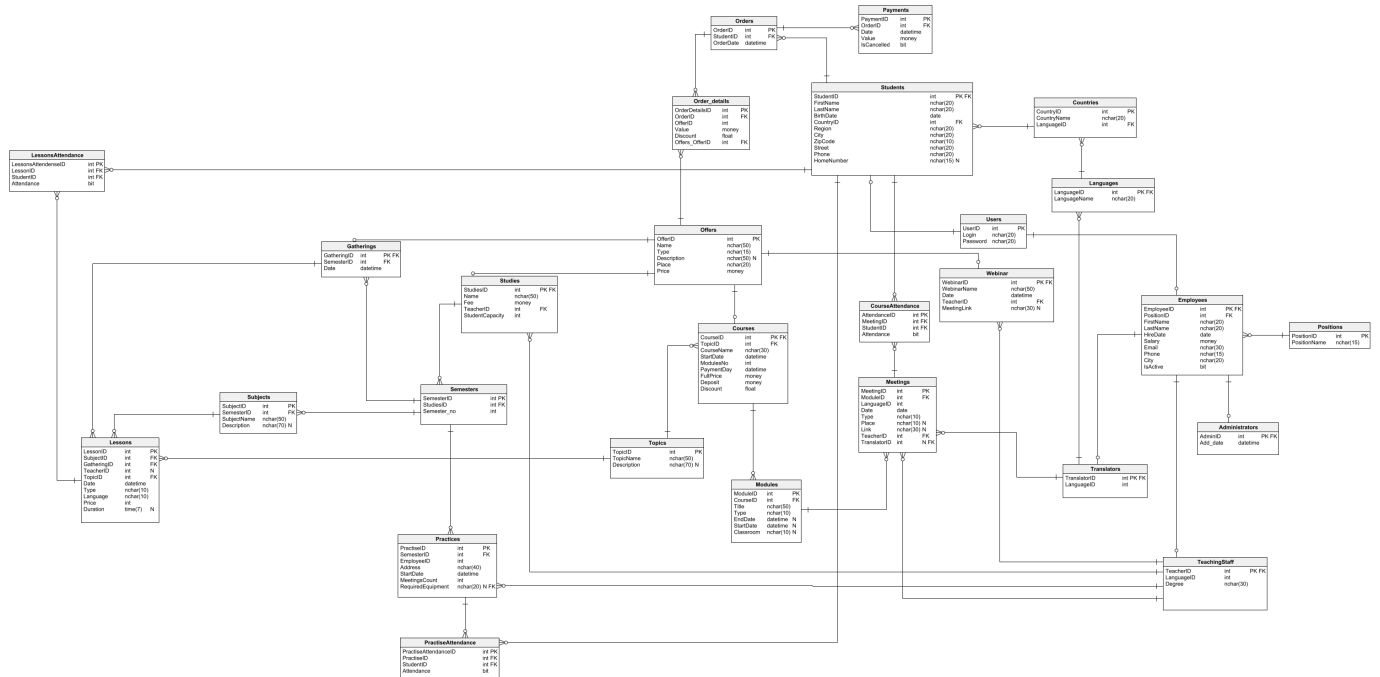 Payments
PaymentID int PK
OrderID int FK
Date datetime
Value money
IsCancelled bit
Orders
OrderID int PK
StudentID int FK
OrderDate datetime
Students
StudentID int PK FK
FirstName nchar(20)
LastName nchar(20)
BirthDate date
CountryID int FK
Region nchar(20)
City nchar(20)
ZipCode nchar(10)
Street nchar(20)
Phone nchar(20)
HomeNumber nchar(15) N
Order_details
OrderDetailsID int PK
OrderID int FK
OfferID int
Value money
Discount float
Offers_OfferID int FK
Countries
CountryID int PK
CountryName nchar(20)
LanguageID int FK
LessonsAttendance
LessonsAttendenseID int PK
LessonID int FK
StudentID int FK
Attendance bit
Languages
LanguageID int PK FK
LanguageName nchar(20)
Users
UserID int PK
Login nchar(20)
Password nchar(20)
Offers
OfferID int PK
Name nchar(50)
Type nchar(15)
Description nchar(50) N
Place nchar(20)
Price money
Gatherings
GatheringID int PK FK
SemesterID int FK
Date datetime
Webinar
WebinarID int PK FK
WebinarName nchar(50)
Date datetime
TeacherID int FK
MeetingLink nchar(30) N
Studies
StudiesID int PK FK
Name nchar(50)
Fee money
TeacherID int FK
StudentCapacity int
Employees
EmployeeID int PK FK
PositionID int FK
FirstName nchar(20)
LastName nchar(20)
HireDate date
Salary money
Email nchar(30)
Phone nchar(15)
City nchar(20)
IsActive bit
CourseAttendance
AttendanceID int PK
MeetingID int FK
StudentID int FK
Attendance bit
Courses
CourseID int PK FK
TopicID int FK
CourseName nchar(30)
StartDate datetime
ModulesNo int
PaymentDay datetime
FullPrice money
Deposit money
Discount float
Positions
PositionID int PK
PositionName nchar(15)
Meetings
MeetingID int PK
ModuleID int FK
LanguageID int
Date date
Type nchar(10)
Place nchar(10) N
Link nchar(30) N
TeacherID int FK
TranslatorID int N FK
Semesters
SemesterID int PK
StudiesID int FK
Semester_no int
Subjects
SubjectID int PK
SemesterID int FK
SubjectName nchar(50)
Description nchar(70) N
Administrators
AdminID int PK FK
Add_date datetime
Lessons
LessonID int PK
SubjectID int FK
GatheringID int FK
TeacherID int N
TopicID int FK
Date datetime
Type nchar(10)
Language nchar(10)
Price int
Duration time(7) N
Topics
TopicID int PK
TopicName nchar(50)
Description nchar(70) N
Translators
TranslatorID int PK FK
LanguageID int
Modules
ModuleID int PK
CourseID int FK
Title nchar(50)
Type nchar(10)
EndDate datetime N
StartDate datetime N
Classroom nchar(10) N
Practices
PractiseID int PK
SemesterID int FK
EmployeeID int
Address nchar(40)
StartDate datetime
MeetingsCount int
RequiredEquipment nchar(20) N FK
TeachingStaff
TeacherID int PK FK
LanguageID int
Degree nchar(30)
PractiseAttendance
PractiseAttendanceID int PK
PractiseID int FK
StudentID int FK
Attendance bit